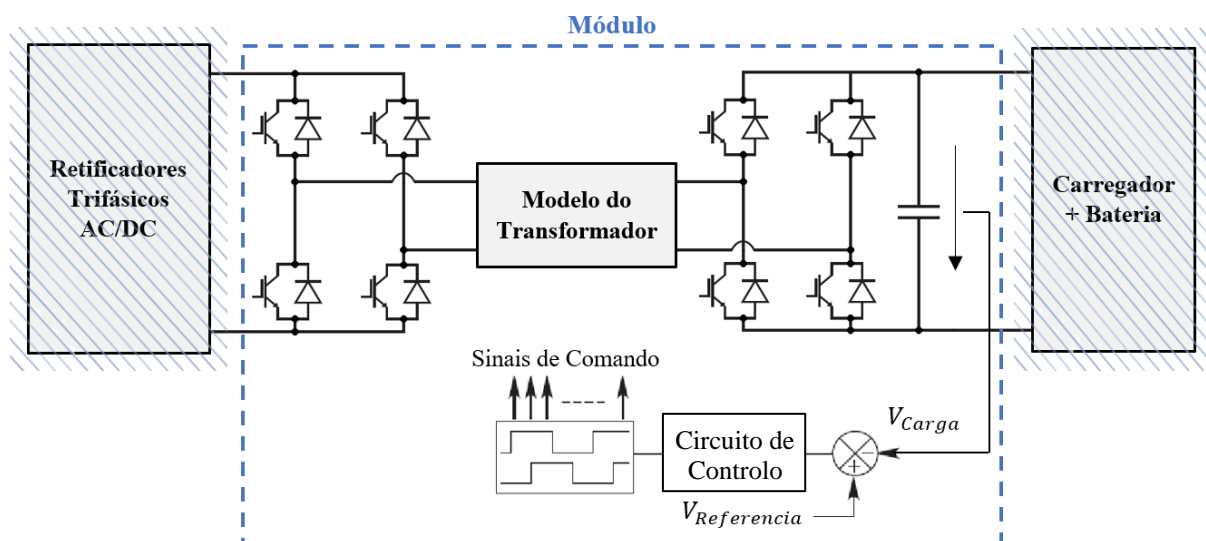 Módulo
Retificadores
Trifásicos
AC/DC
Modelo do
Transformador
Carregador
+ Bateria
Sinais de Comando
Circuito de
Controlo
V_Carga
V_Referencia